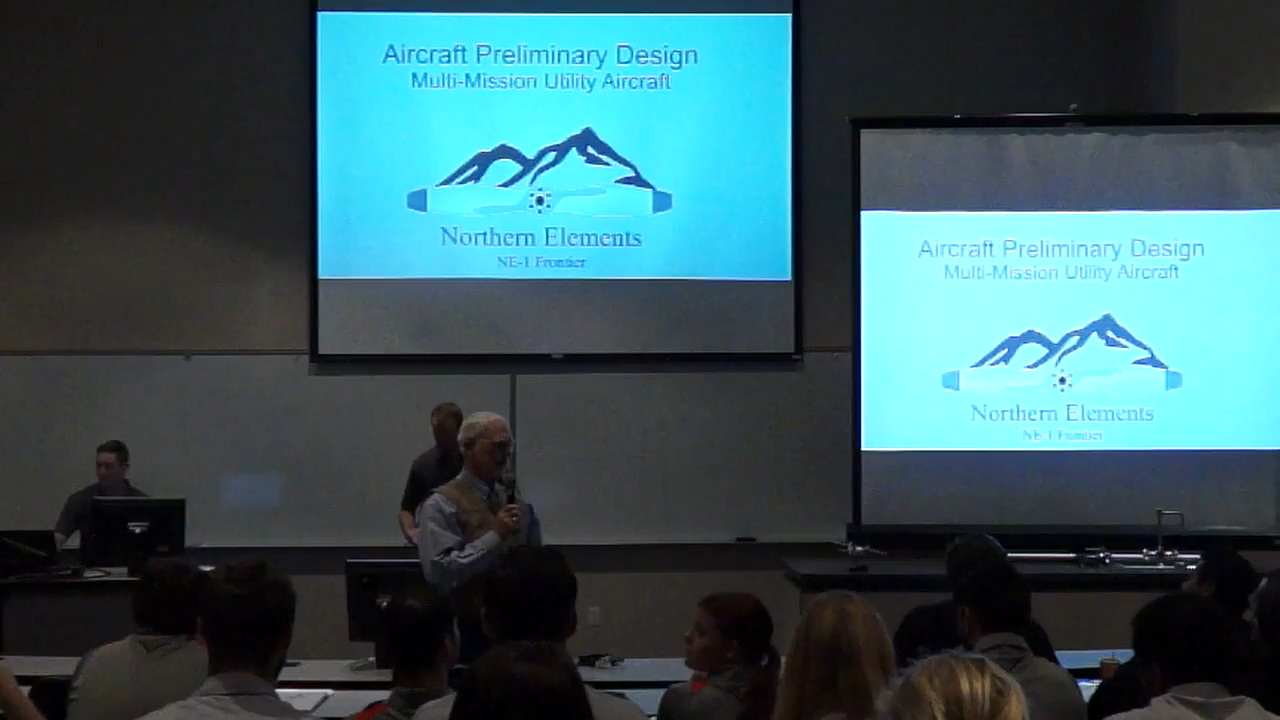 Aircraft Preliminary Design
Multi-Mission Utility Aircraft
Northern Elements
NE-1 Frontier
Aircraft Preliminary Design
Multi-Mission Utility Aircraft
Northern Elements
NE-1 Frontier